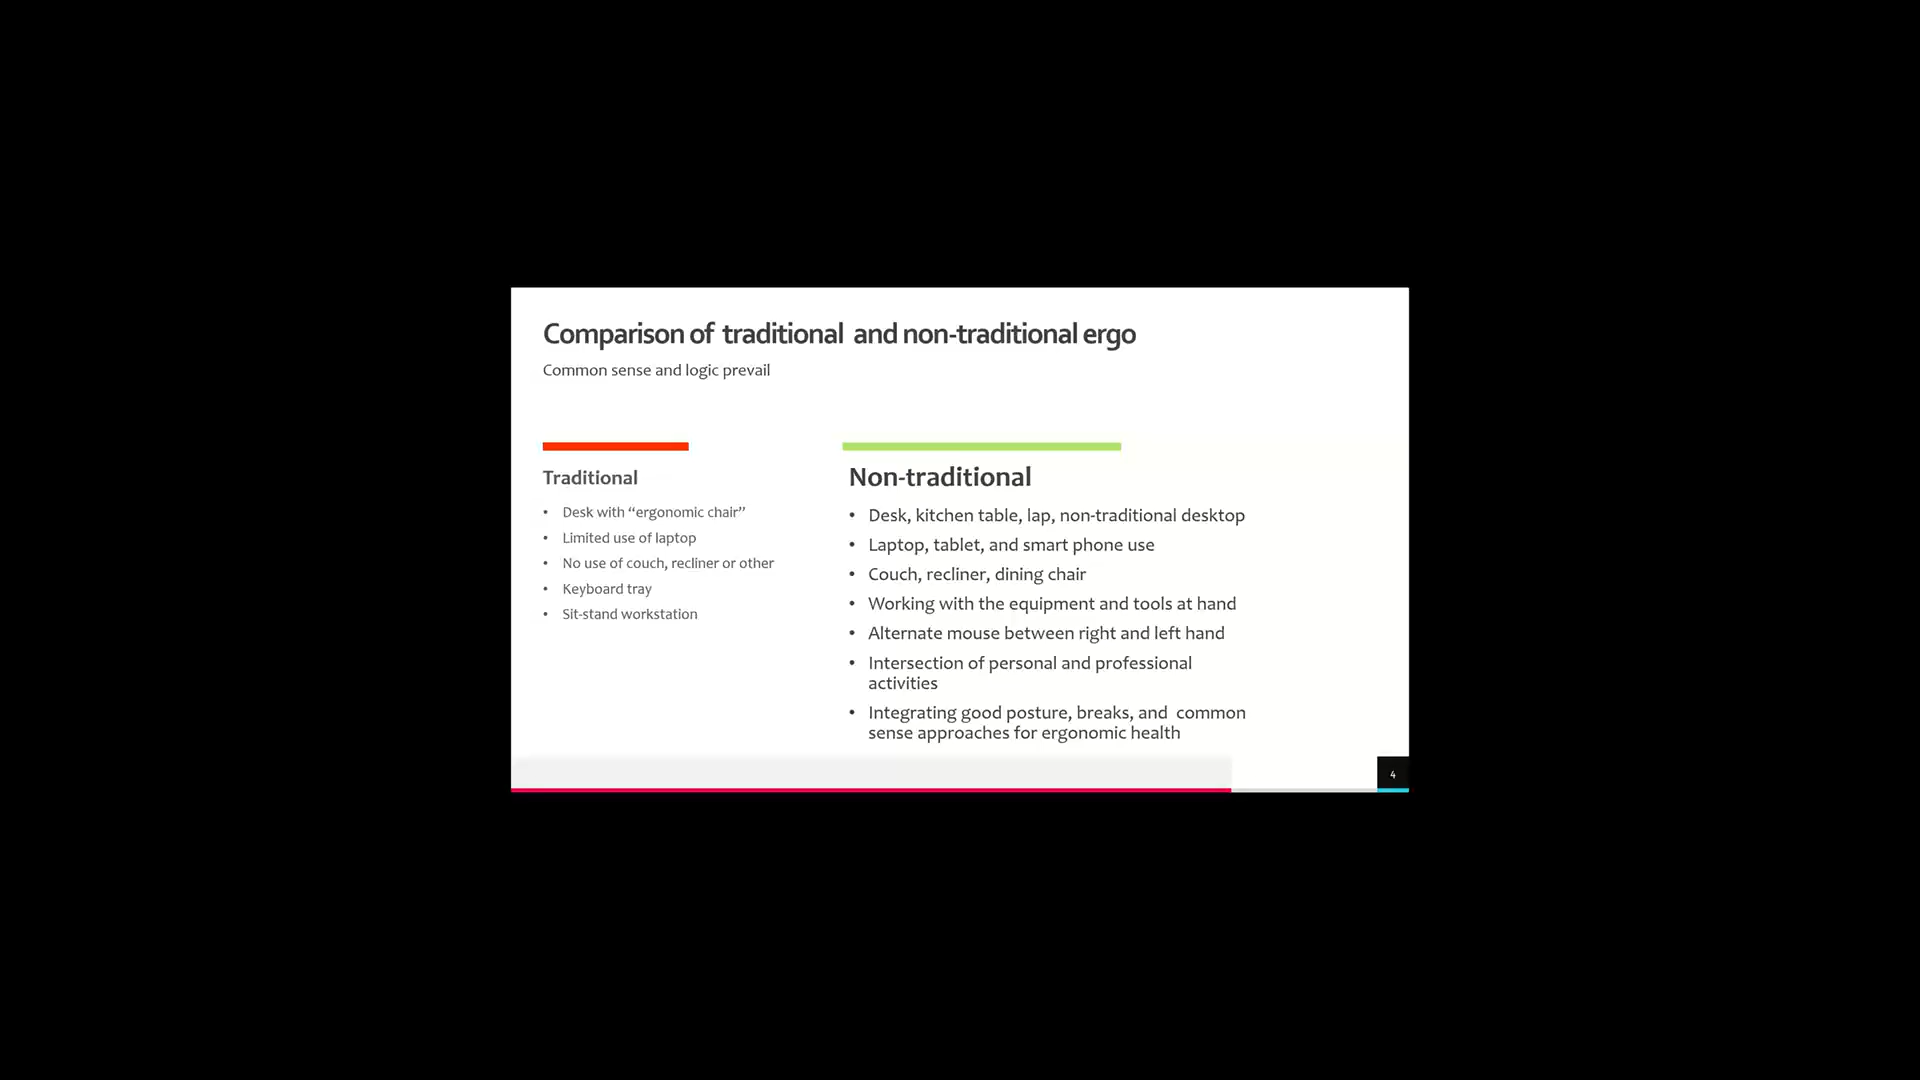 Comparison of traditional and non-traditional ergo
Common sense and logic prevail
Traditional
• Desk with “ergonomic chair”
• Limited use of laptop
• No use of couch, recliner or other
• Keyboard tray
• Sit-stand workstation
Non-traditional
• Desk, kitchen table, lap, non-traditional desktop
• Laptop, tablet, and smart phone use
• Couch, recliner, dining chair
• Working with the equipment and tools at hand
• Alternate mouse between right and left hand
• Intersection of personal and professional
activities
• Integrating good posture, breaks, and common
sense approaches for ergonomic health
4